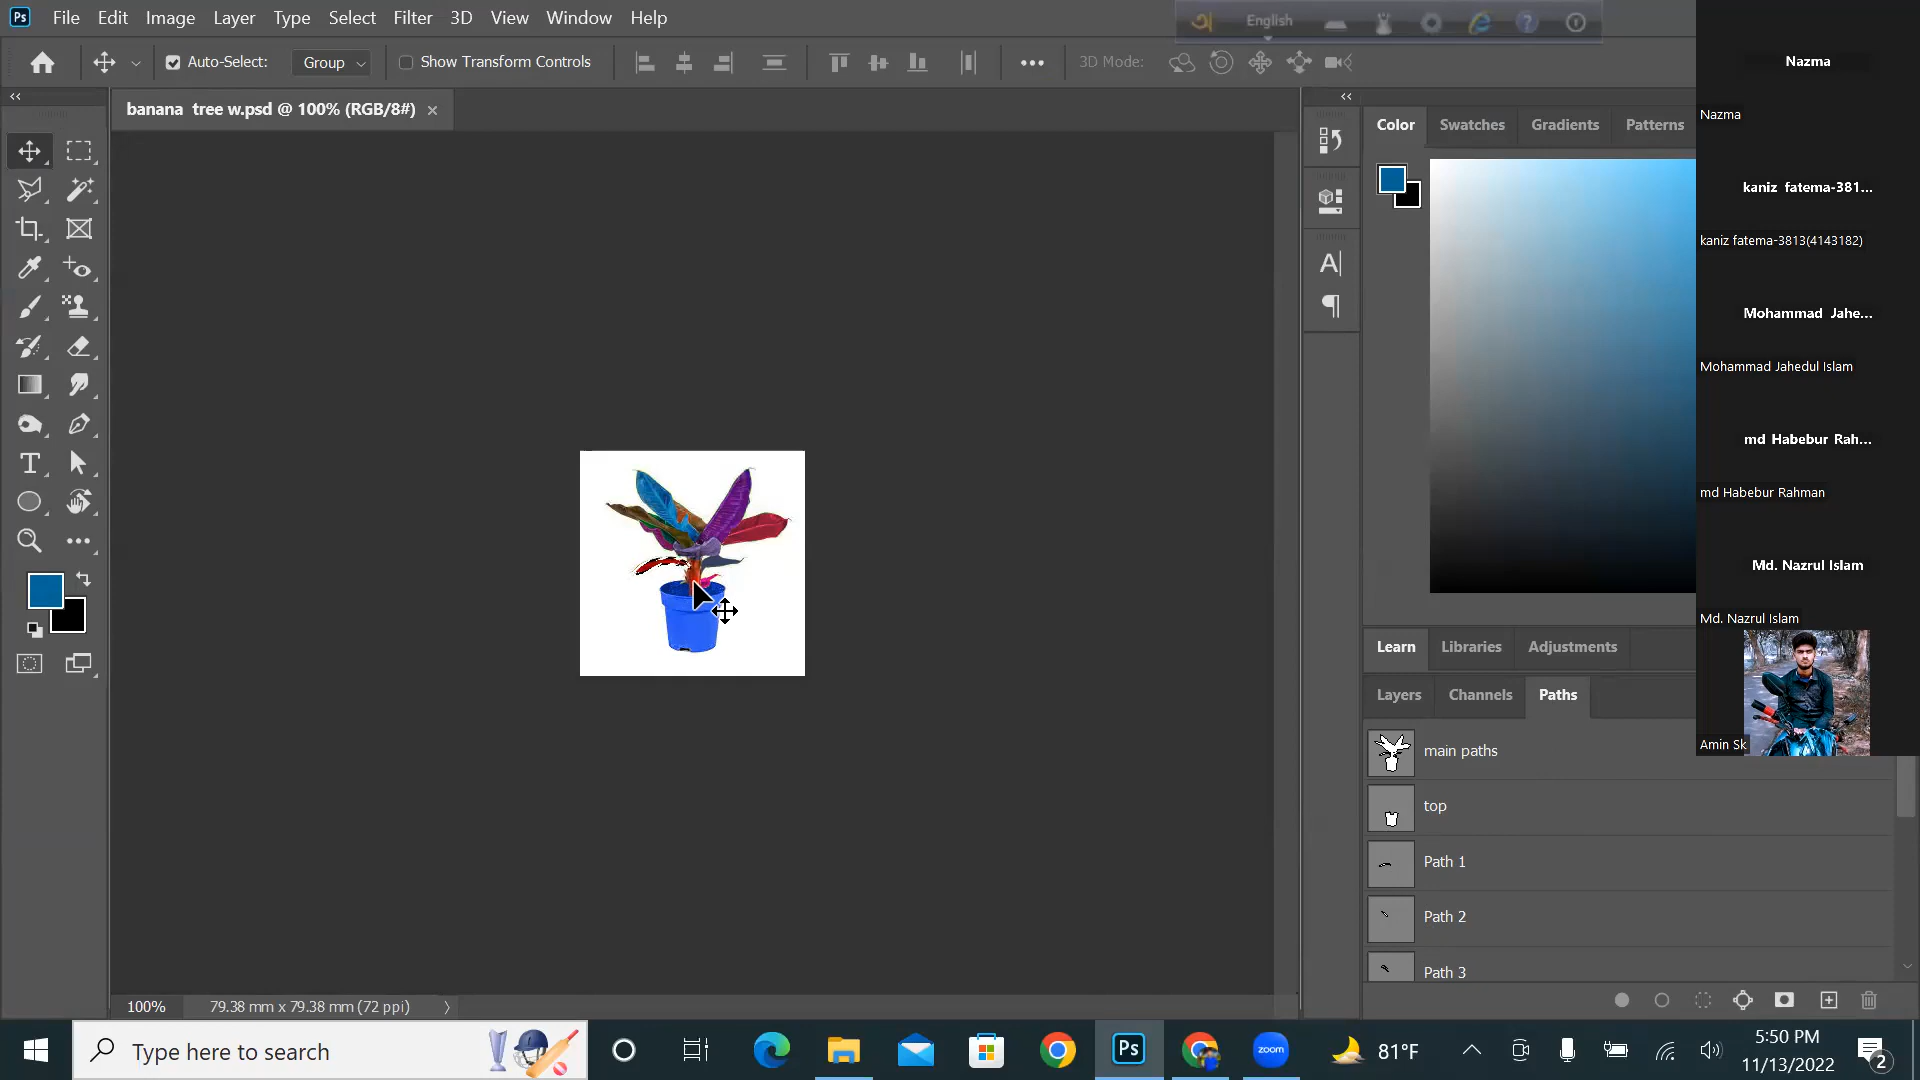 Ps File Edit Image Layer Type Select Filter 3D View Window Help
English
Auto-Select: Group Show Transform Controls 3D Mode:
banana tree w.psd @ 100% (RGB/8#)
Color Swatches Gradients Patterns
Nazma
Nazma
kaniz fatema-381...
kaniz fatema-3813(4143182)
Mohammad Jahe...
Mohammad Jahedul Islam
md Habebur Rah...
md Habebur Rahman
Md. Nazrul Islam
Md. Nazrul Islam
Amin Sk
Learn Libraries Adjustments
Layers Channels Paths
main paths
top
Path 1
Path 2
Path 3
100% 79.38 mm x 79.38 mm (72 ppi)
Type here to search
Ps
zoom
81°F
5:50 PM
11/13/2022
2